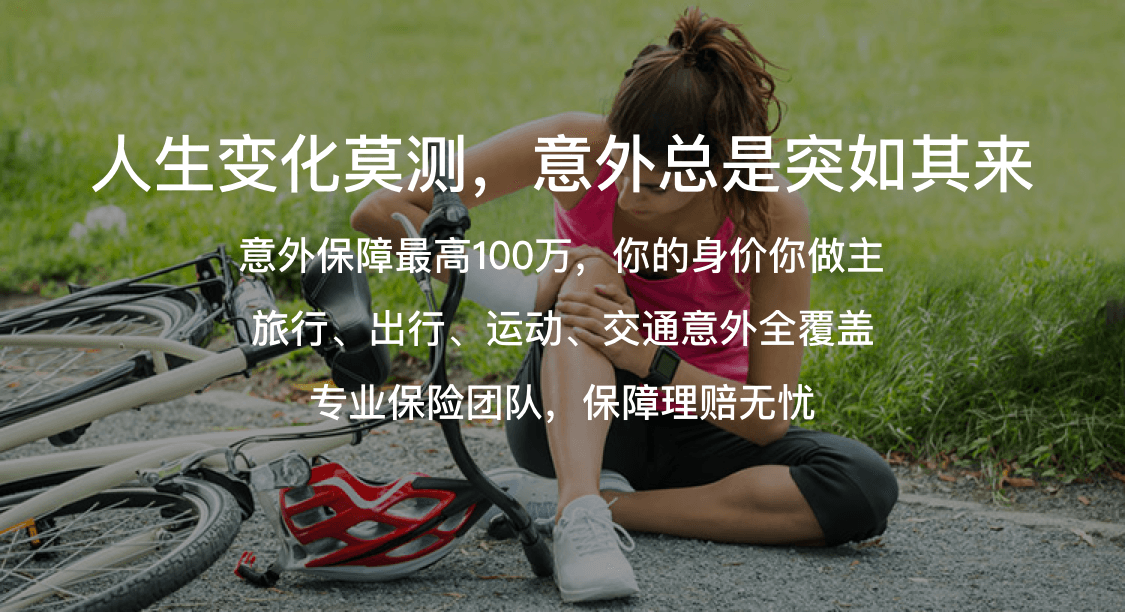 人生变化莫测，意外总是突如其来
意外保障最高100万，你的身价你做主
旅行、出行、运动、交通意外全覆盖
专业保险团队，保障理赔无忧